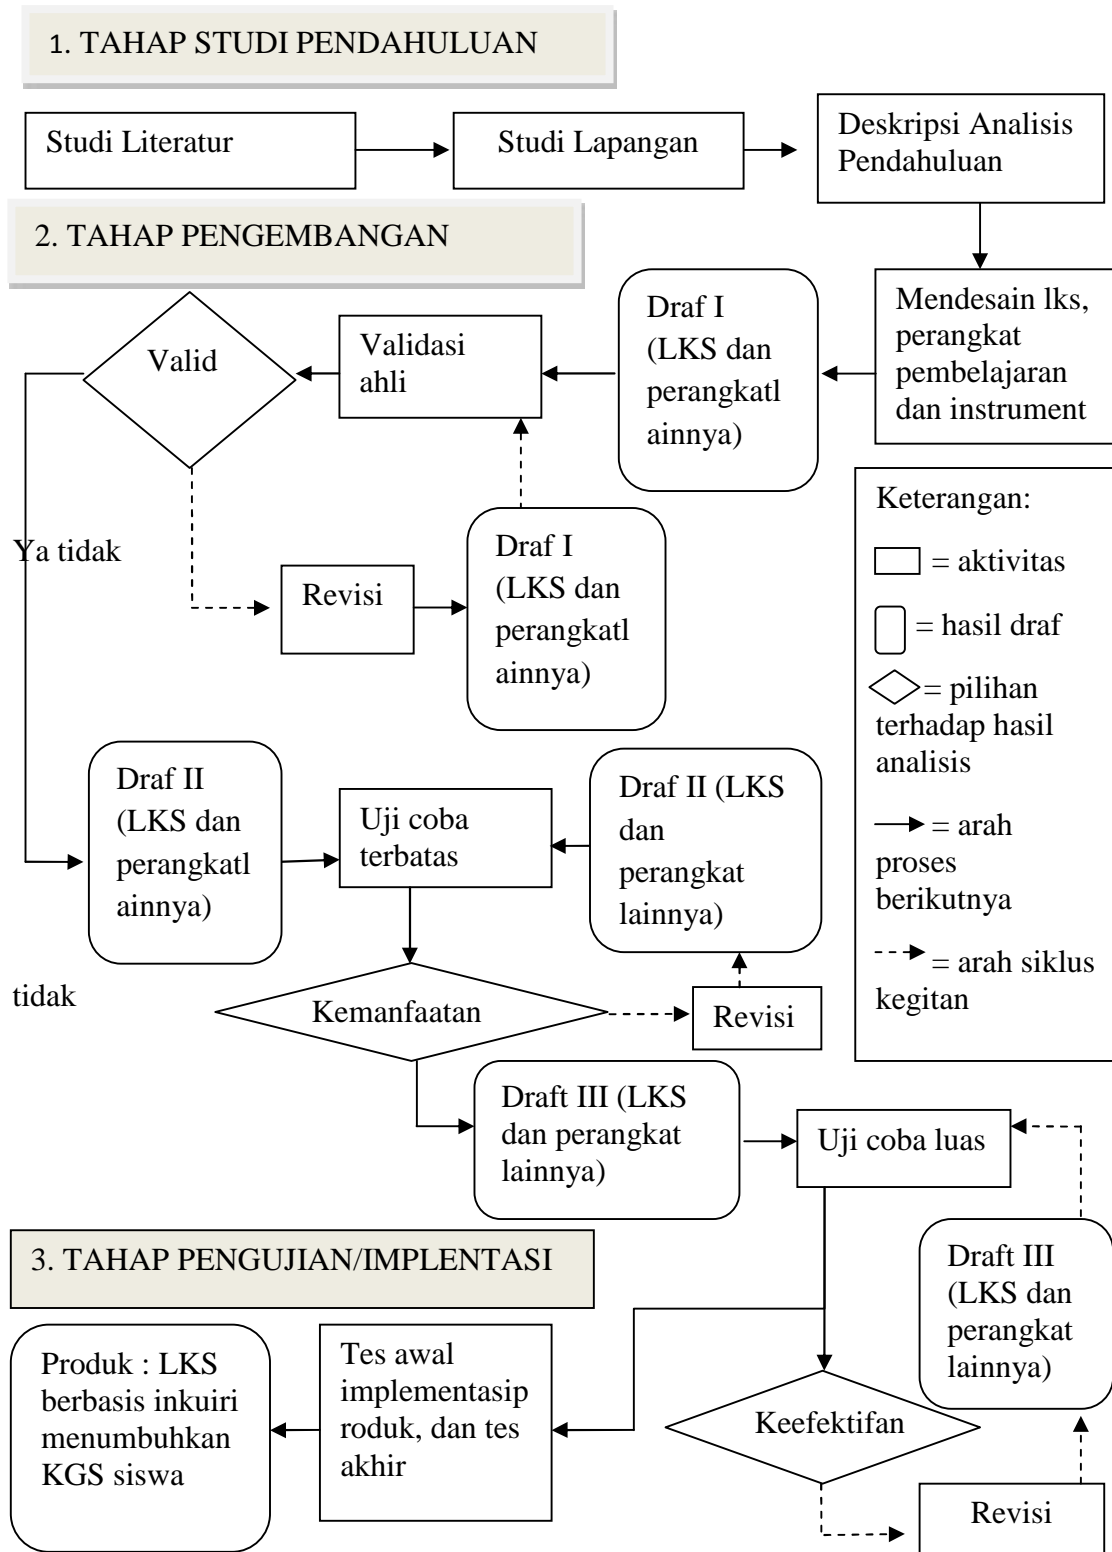 1. TAHAP STUDI PENDAHULUAN
Studi Literatur
Studi Lapangan
Deskripsi Analisis
Pendahuluan
2. TAHAP PENGEMBANGAN
Mendesain lks,
perangkat
pembelajaran
dan instrument
Draf I
(LKS dan
perangkatl
ainnya)
Validasi
ahli
Valid
Ya tidak
Revisi
Draf I
(LKS dan
perangkatl
ainnya)
Keterangan:
= aktivitas
= hasil draf
= pilihan
terhadap hasil
analisis
= arah
proses
berikutnya
= arah siklus
kegitan
Draf II
(LKS dan
perangkatl
ainnya)
Uji coba
terbatas
Draf II (LKS
dan
perangkat
lainnya)
tidak
Kemanfaatan
Revisi
Draft III (LKS
dan perangkat
lainnya)
Uji coba luas
3. TAHAP PENGUJIAN/IMPLENTASI
Draft III
(LKS dan
perangkat
lainnya)
Produk : LKS
berbasis inkuiri
menumbuhkan
KGS siswa
Tes awal
implementasip
roduk, dan tes
akhir
Keefektifan
Revisi